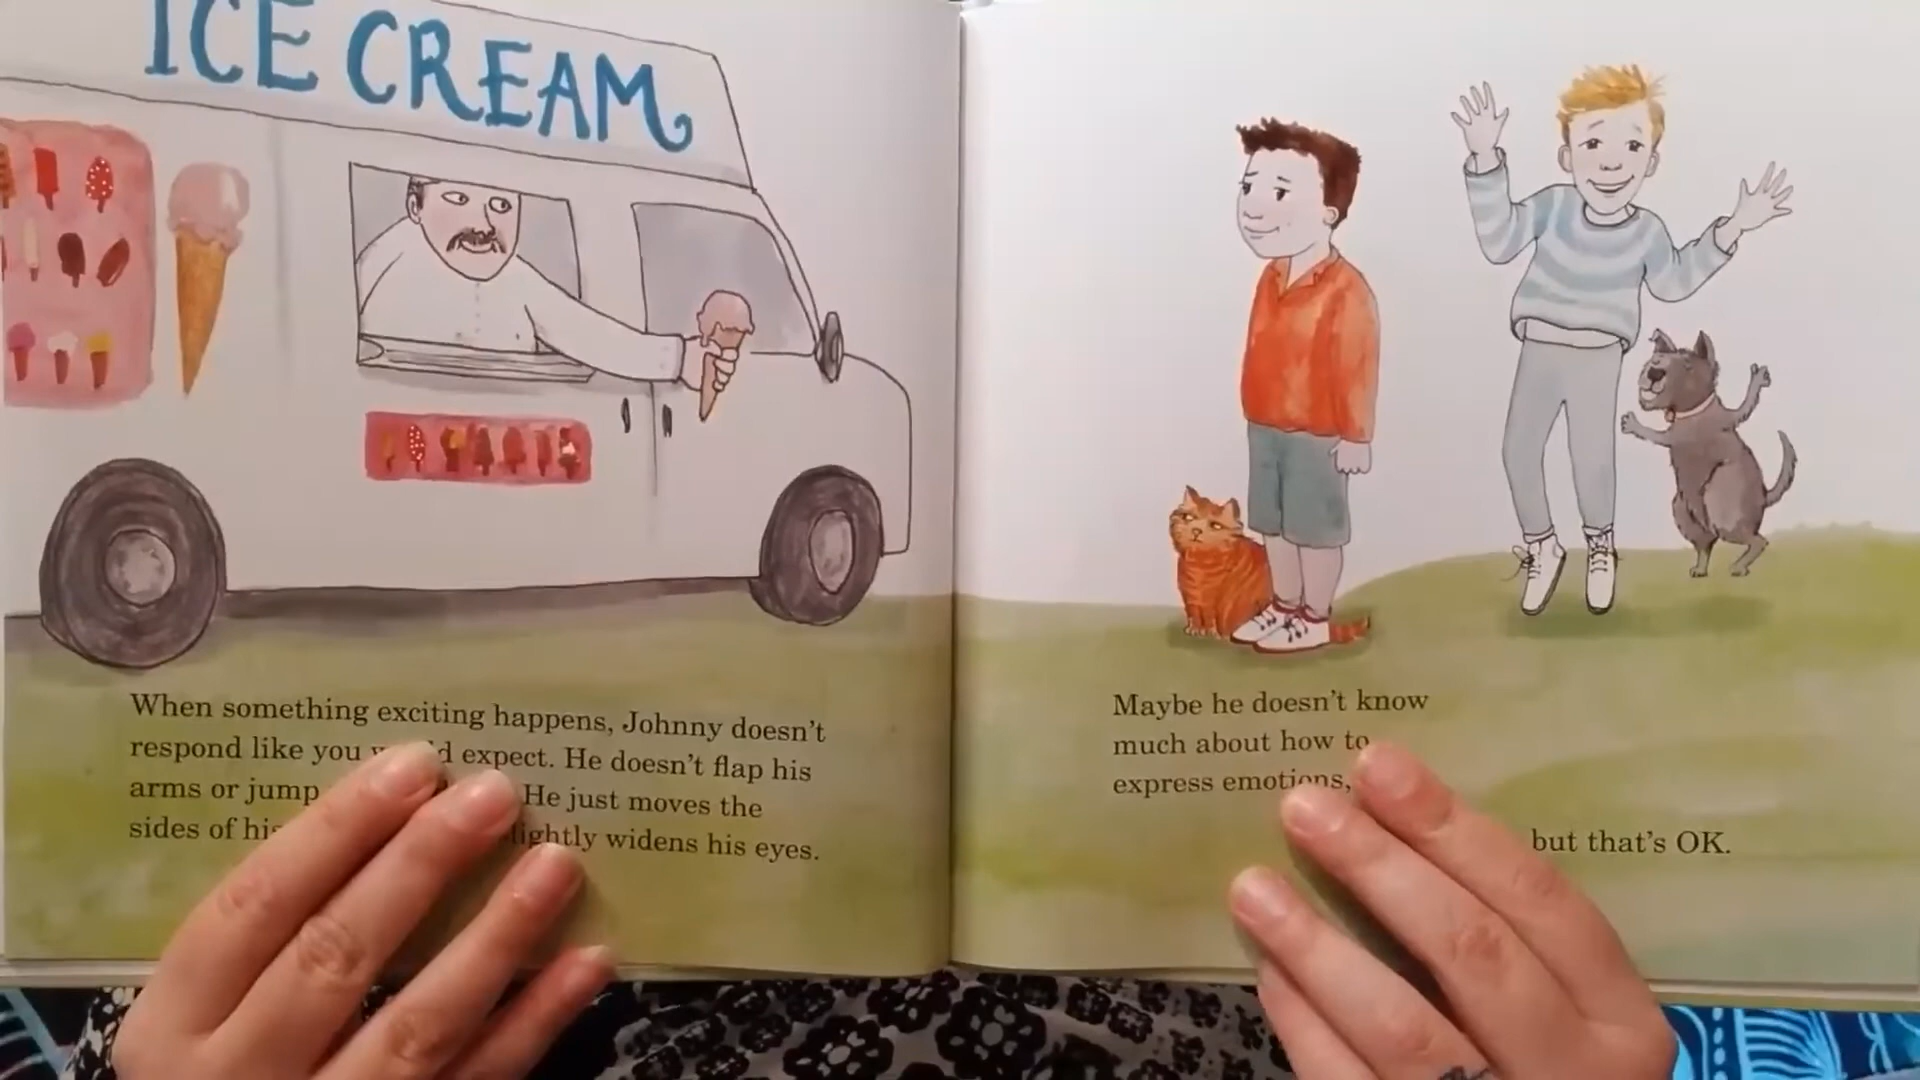 ICE CREAM
When something exciting happens, Johnny doesn't
respond like you expect. He doesn't flap his
arms or jump He just moves the
sides of his slightly widens his eyes.
Maybe he doesn't know
much about how to
express emotions,
but that's OK.